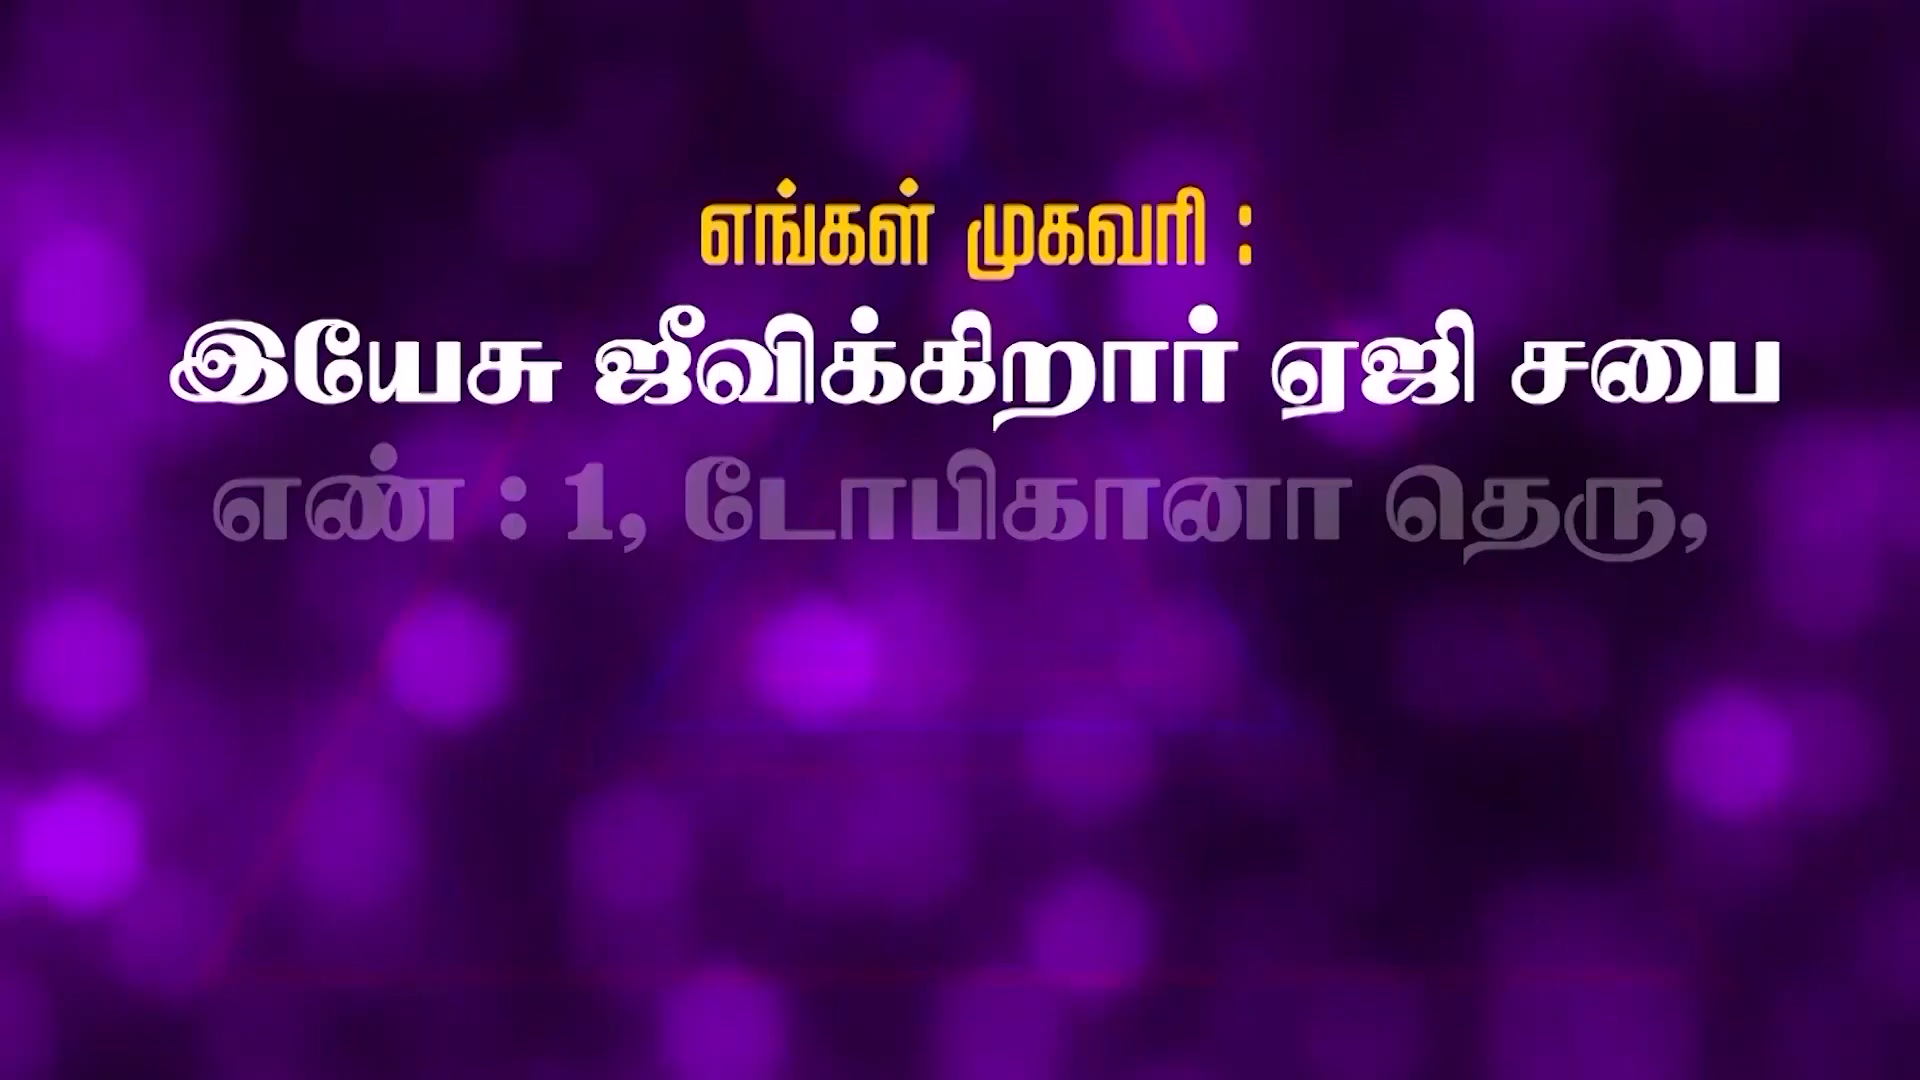 எங்கள் முகவரி :
இயேசு ஜீவிக்கிறார் ஏஜி சபை
எண் : 1, டோபிகானா தெரு,